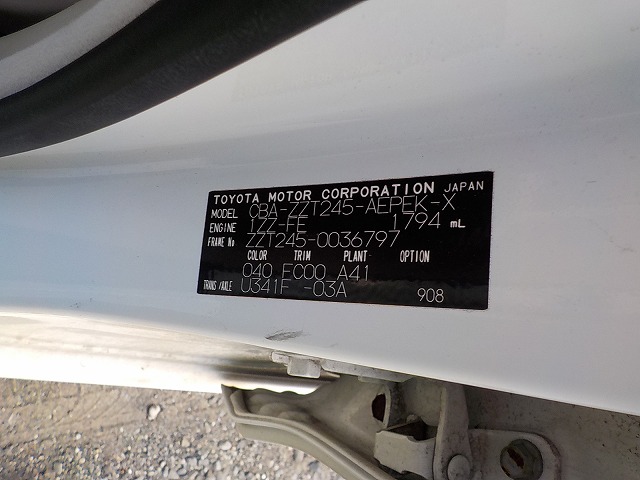 TOYOTA MOTOR CORPORATION JAPAN
MODEL CBA-ZZT245-AEPEK-X
ENGINE 1ZZ-FE 1794 mL
FRAME No ZZT245-0036797
COLOR TRIM PLANT OPTION
040 FC00 A41
TRANS/AXLE U341F -03A 908